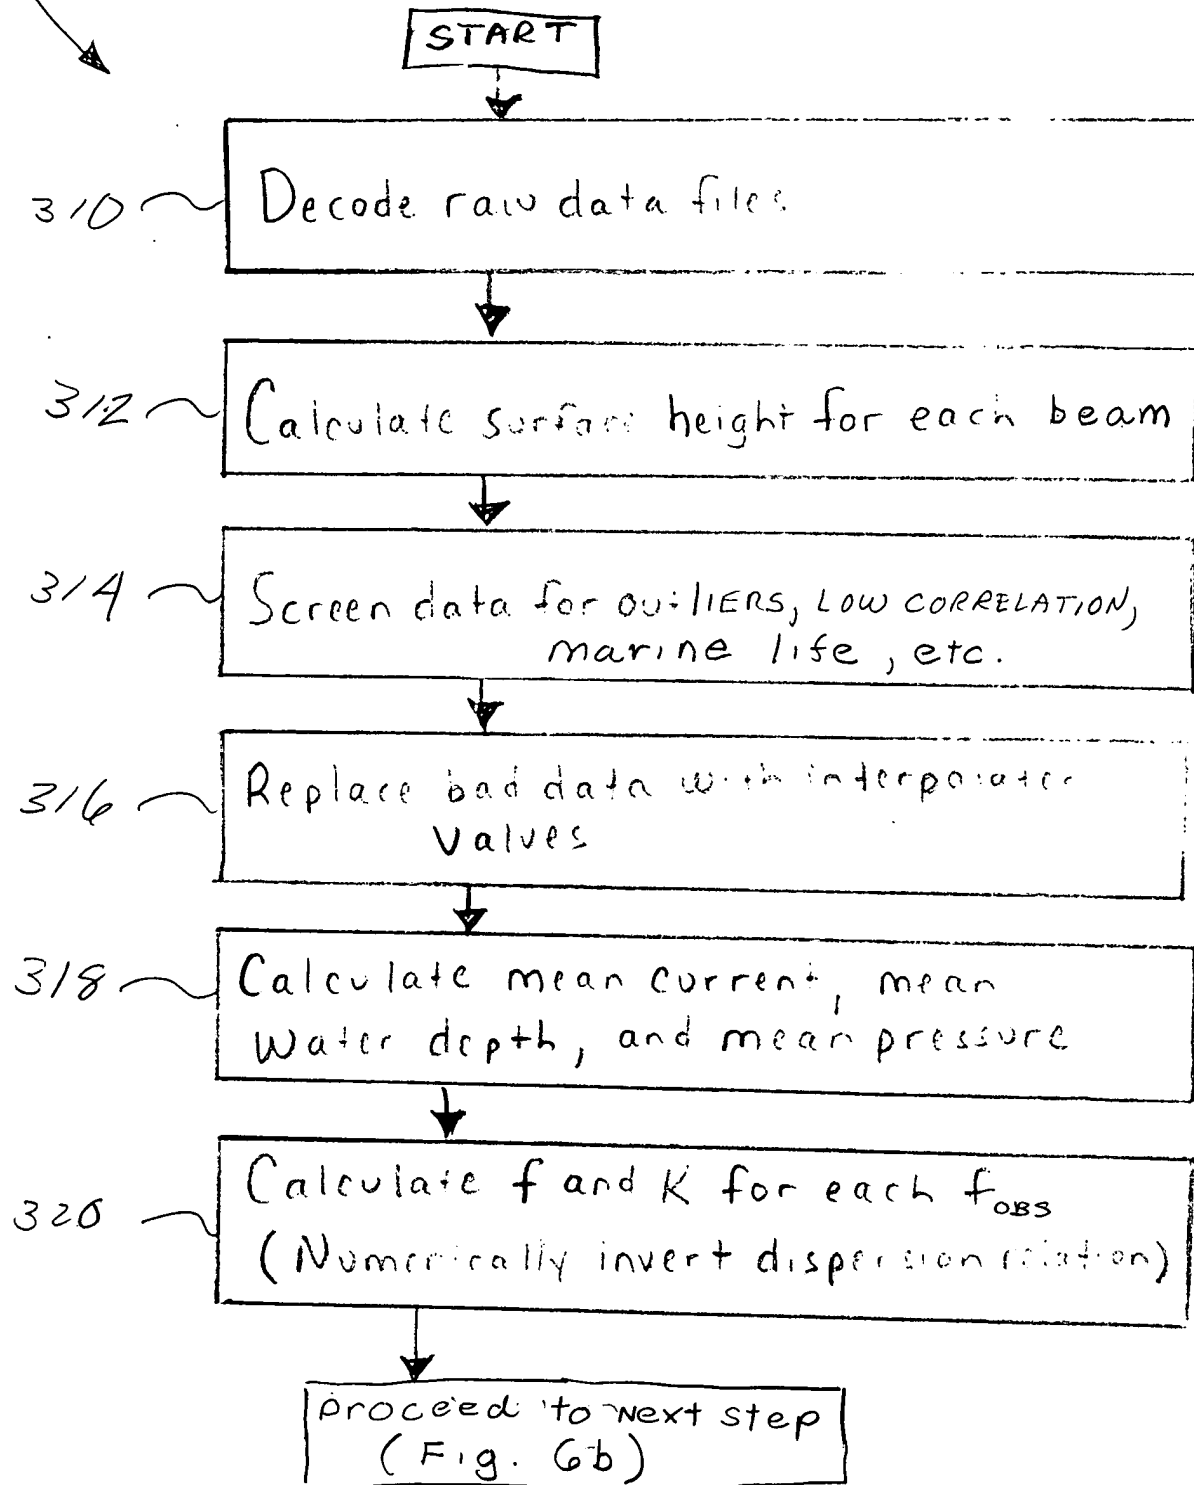 START
310
Decode raw data files
312
Calculate surface height for each beam
314
Screen data for outlIERS, LOW CORRELATION,
marine life, etc.
316
Replace bad data with interpolated
values
318
Calculate mean current, mean
water depth, and mean pressure
320
Calculate f and K for each fOBS
(Numerically invert dispersion relation)
proceed to Next step
(Fig. 6b)